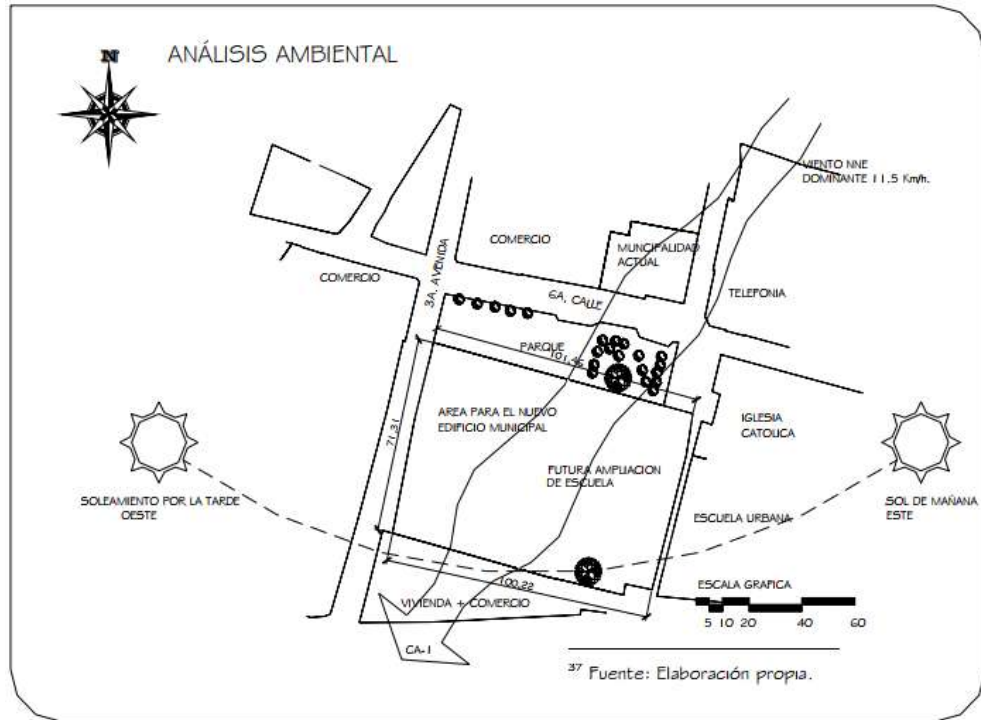 N
ANÁLISIS AMBIENTAL
VIENTO NNE
DOMINANTE 11.5 Km/h.
COMERCIO
MUNCIPALIDAD
ACTUAL
COMERCIO
3A. AVENIDA
6A. CALLE
TELEFONIA
PARQUE
101.45
AREA PARA EL NUEVO
EDIFICIO MUNICIPAL
IGLESIA
CATOLICA
71.31
FUTURA AMPLIACION
DE ESCUELA
SOLEAMIENTO POR LA TARDE
OESTE
SOL DE MAÑANA
ESTE
ESCUELA URBANA
100.22
ESCALA GRAFICA
VIVIENDA + COMERCIO
5 10 20 40 60
CA-1
37 Fuente: Elaboración propia.